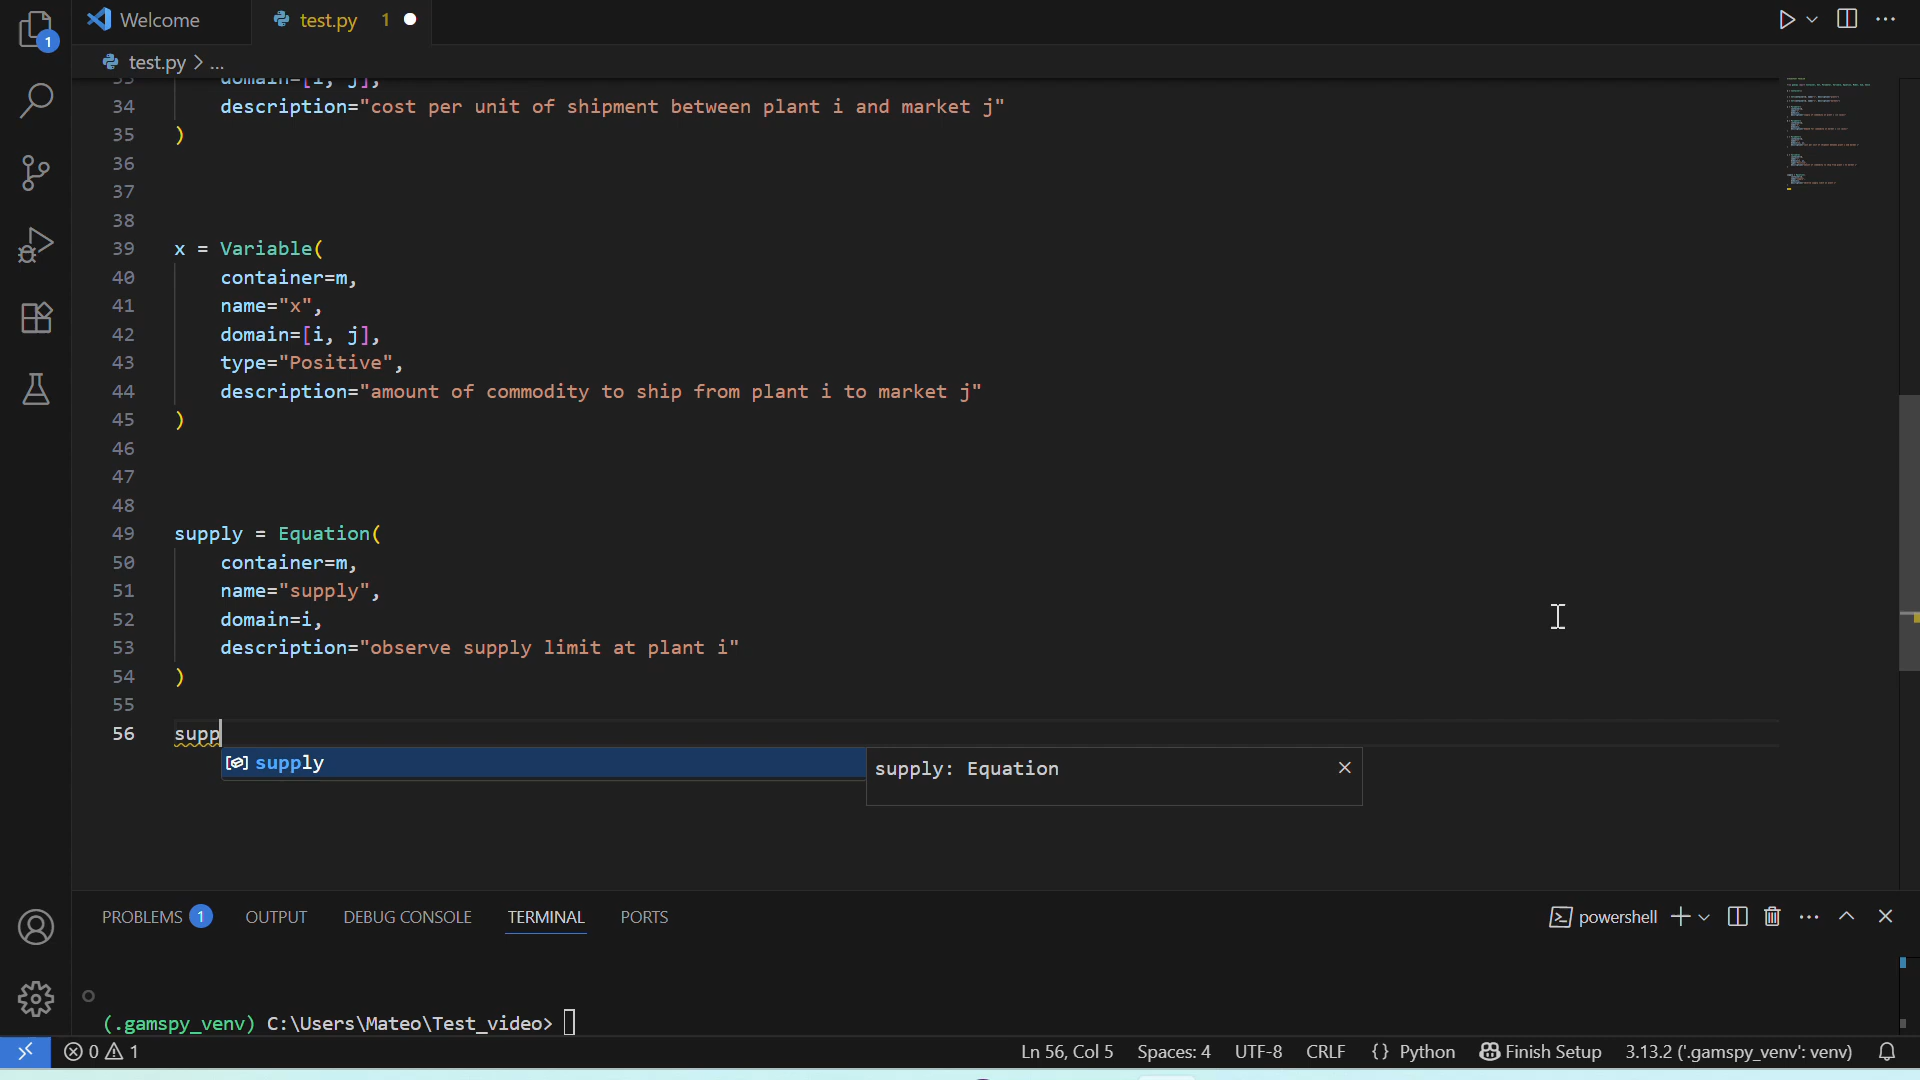 1
Welcome
test.py 1
test.py > ...
33 domain=[i, j],
34 description="cost per unit of shipment between plant i and market j"
35 )
36
37
38
39 x = Variable(
40 container=m,
41 name="x",
42 domain=[i, j],
43 type="Positive",
44 description="amount of commodity to ship from plant i to market j"
45 )
46
47
48
49 supply = Equation(
50 container=m,
51 name="supply",
52 domain=i,
53 description="observe supply limit at plant i"
54 )
55
56 supp
supply
supply: Equation
PROBLEMS 1 OUTPUT DEBUG CONSOLE TERMINAL PORTS powershell
(.gamspy_venv) C:\Users\Mateo\Test_video>
0 1 Ln 56, Col 5 Spaces: 4 UTF-8 CRLF {} Python Finish Setup 3.13.2 ('.gamspy_venv': venv)